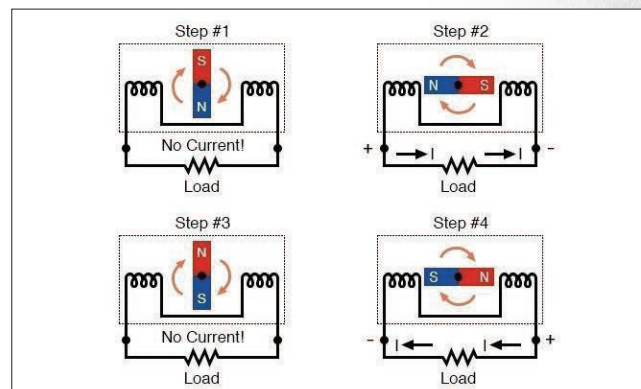 Step #1
S
N
No Current!
Load
Step #2
N S
+ I I -
Load
Step #3
N
S
No Current!
Load
Step #4
S N
- I I +
Load